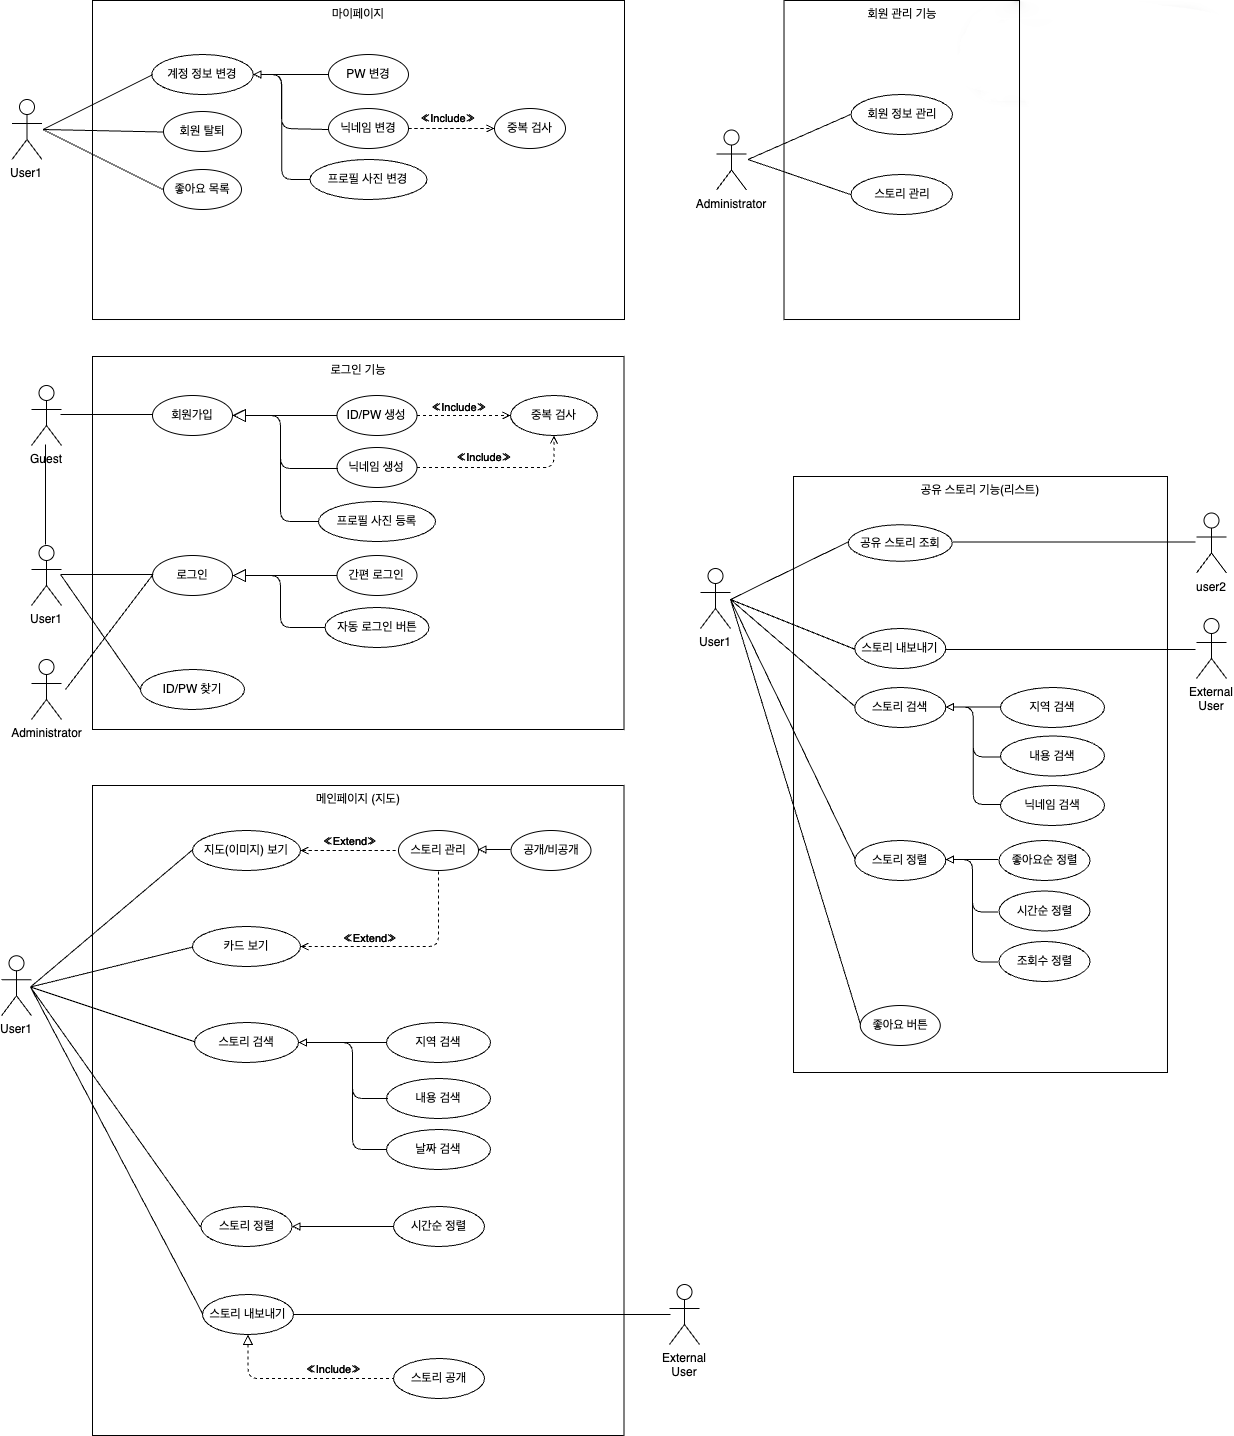 마이페이지
계정 정보 변경
PW 변경
닉네임 변경
≪Include≫
중복 검사
회원 탈퇴
프로필 사진 변경
좋아요 목록
User1
회원 관리 기능
회원 정보 관리
스토리 관리
Administrator
로그인 기능
회원가입
ID/PW 생성
≪Include≫
중복 검사
Guest
닉네임 생성
≪Include≫
프로필 사진 등록
로그인
간편 로그인
User1
자동 로그인 버튼
ID/PW 찾기
Administrator
공유 스토리 기능(리스트)
공유 스토리 조회
user2
User1
스토리 내보내기
External
User
스토리 검색
지역 검색
내용 검색
닉네임 검색
스토리 정렬
좋아요순 정렬
시간순 정렬
조회수 정렬
좋아요 버튼
메인페이지 (지도)
지도(이미지) 보기
≪Extend≫
스토리 관리
공개/비공개
카드 보기
≪Extend≫
User1
스토리 검색
지역 검색
내용 검색
날짜 검색
스토리 정렬
시간순 정렬
스토리 내보내기
External
User
≪Include≫
스토리 공개